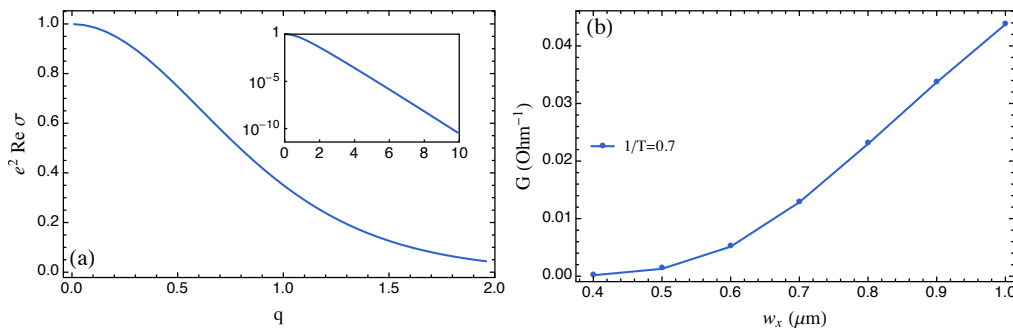 1.0
0.8
0.6
0.4
0.2
0.0
e² Re σ
(a)
0.0 0.5 1.0 1.5 2.0
q
1
10⁻⁵
10⁻¹⁰
0 2 4 6 8 10
(b)
0.04
0.03
0.02
0.01
0.00
G (Ohm⁻¹)
1/T=0.7
0.4 0.5 0.6 0.7 0.8 0.9 1.0
wₓ (μm)